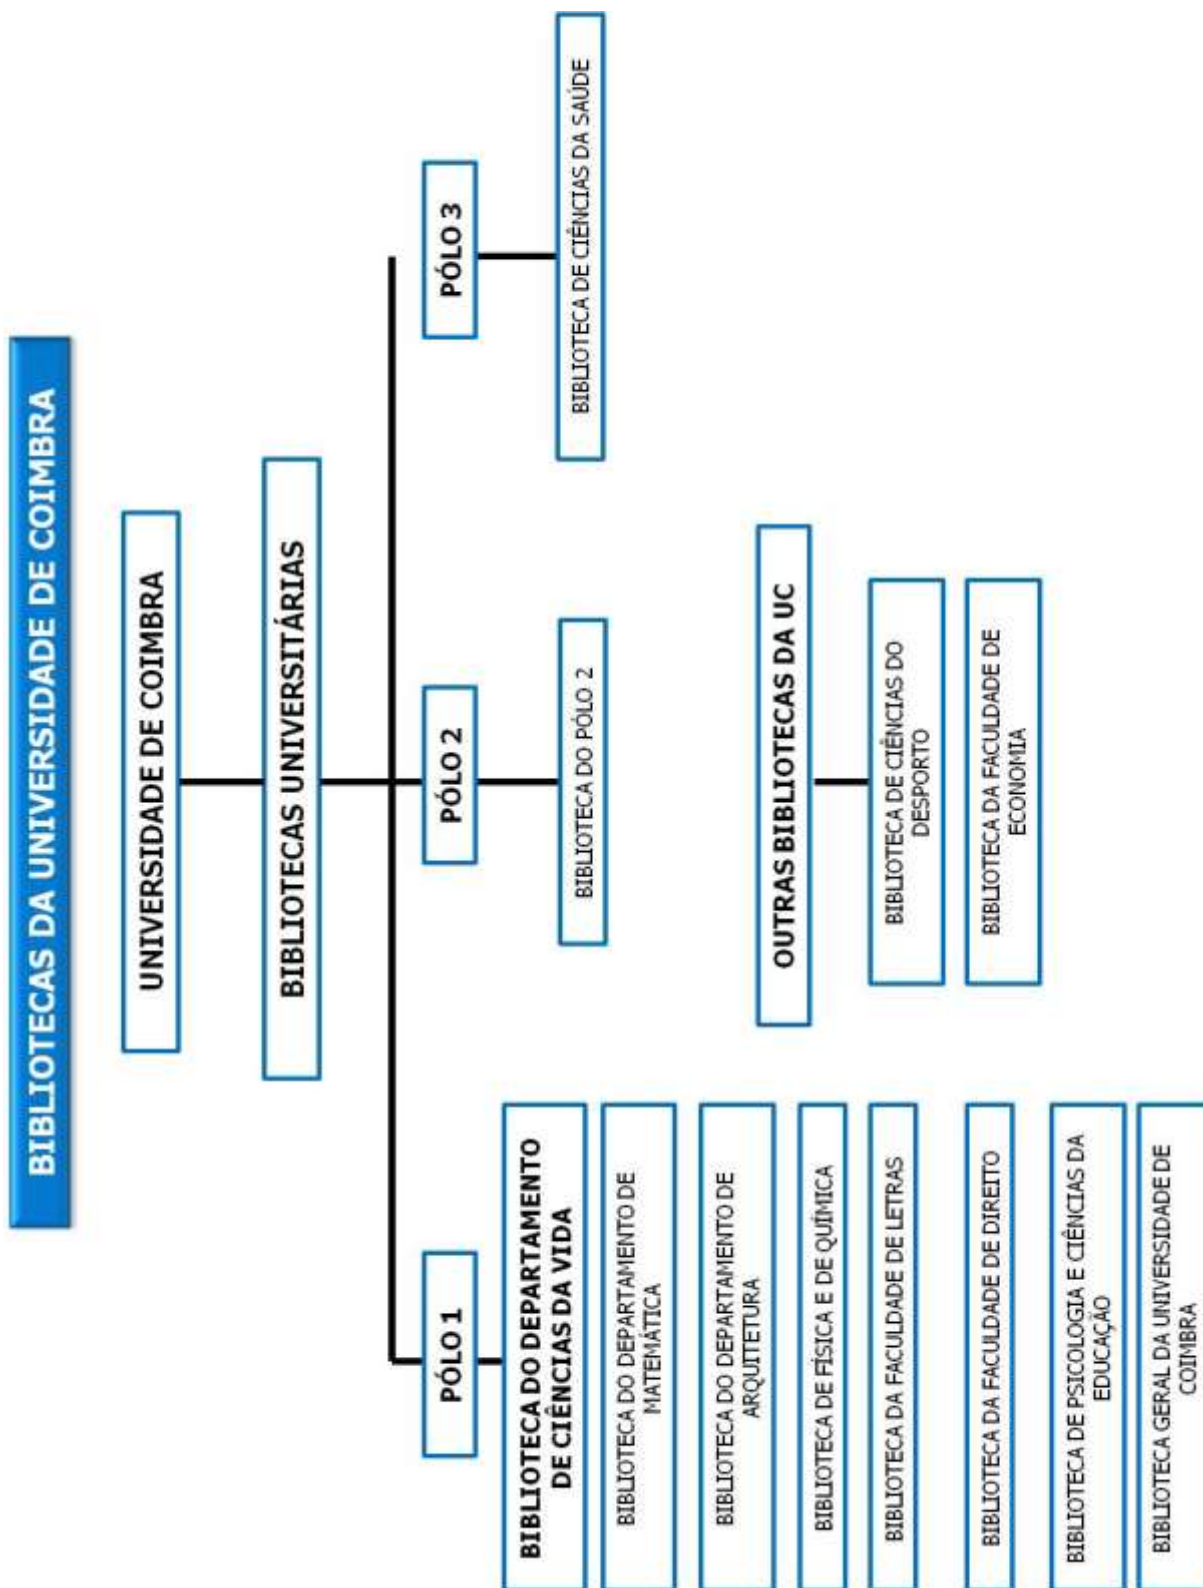 BIBLIOTECAS DA UNIVERSIDADE DE COIMBRA
UNIVERSIDADE DE COIMBRA
BIBLIOTECAS UNIVERSITÁRIAS
PÓLO 1
BIBLIOTECA DO DEPARTAMENTO
DE CIÊNCIAS DA VIDA
BIBLIOTECA DO DEPARTAMENTO DE
MATEMÁTICA
BIBLIOTECA DO DEPARTAMENTO DE
ARQUITETURA
BIBLIOTECA DE FÍSICA E DE QUÍMICA
BIBLIOTECA DA FACULDADE DE LETRAS
BIBLIOTECA DA FACULDADE DE DIREITO
BIBLIOTECA DE PSICOLOGIA E CIÊNCIAS DA
EDUCAÇÃO
BIBLIOTECA GERAL DA UNIVERSIDADE DE
COIMBRA
PÓLO 2
BIBLIOTECA DO PÓLO 2
OUTRAS BIBLIOTECAS DA UC
BIBLIOTECA DE CIÊNCIAS DO
DESPORTO
BIBLIOTECA DA FACULDADE DE
ECONOMIA
PÓLO 3
BIBLIOTECA DE CIÊNCIAS DA SAÚDE